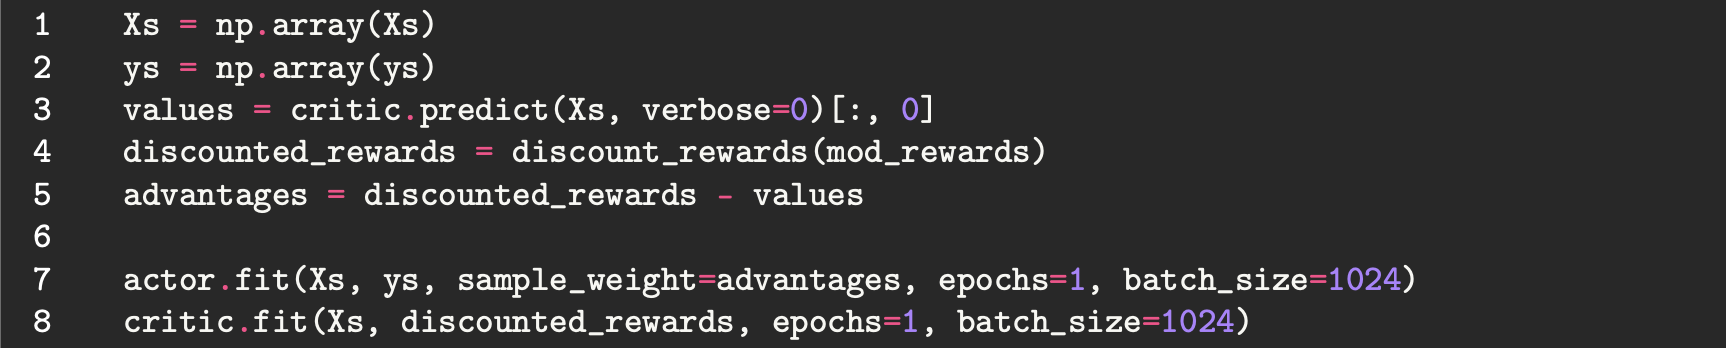 1 Xs = np.array(Xs)
2 ys = np.array(ys)
3 values = critic.predict(Xs, verbose=0)[:, 0]
4 discounted_rewards = discount_rewards(mod_rewards)
5 advantages = discounted_rewards - values
6
7 actor.fit(Xs, ys, sample_weight=advantages, epochs=1, batch_size=1024)
8 critic.fit(Xs, discounted_rewards, epochs=1, batch_size=1024)